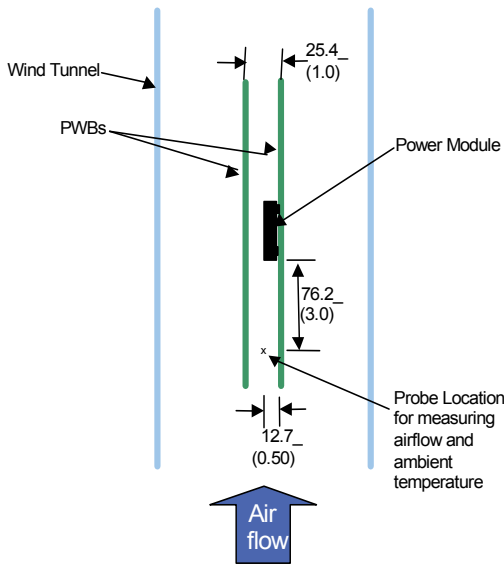 25.4_
(1.0)
Wind Tunnel
PWBs
Power Module
76.2_
(3.0)
x
Probe Location
for measuring
airflow and
ambient
temperature
12.7_
(0.50)
Air
flow